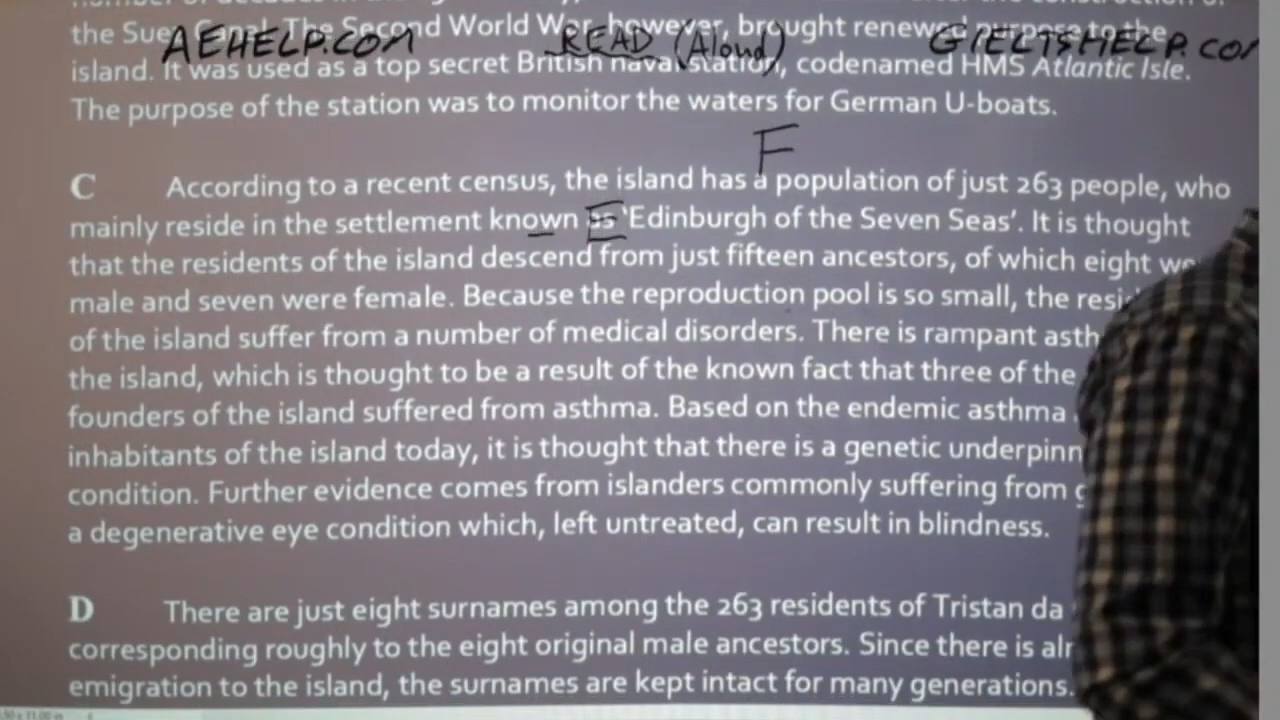 the Suez Canal. The Second World War, however, brought renewed purpose to the
AEHELP.COM READ (Aloud) GIELTSHELP.CO
island. It was used as a top secret British naval station, codenamed HMS Atlantic Isle.
The purpose of the station was to monitor the waters for German U-boats.
F
C According to a recent census, the island has a population of just 263 people, who
mainly reside in the settlement known as 'Edinburgh of the Seven Seas'. It is thought
E
that the residents of the island descend from just fifteen ancestors, of which eight we
male and seven were female. Because the reproduction pool is so small, the resi
of the island suffer from a number of medical disorders. There is rampant asth
the island, which is thought to be a result of the known fact that three of the
founders of the island suffered from asthma. Based on the endemic asthma
inhabitants of the island today, it is thought that there is a genetic underpinn
condition. Further evidence comes from islanders commonly suffering from g
a degenerative eye condition which, left untreated, can result in blindness.
D There are just eight surnames among the 263 residents of Tristan da
corresponding roughly to the eight original male ancestors. Since there is alr
emigration to the island, the surnames are kept intact for many generations.